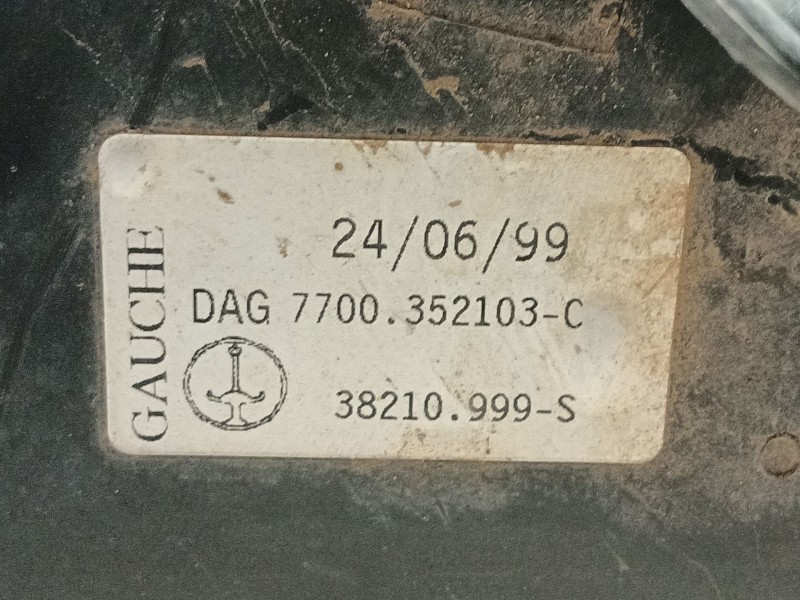 GAUCHE
24/06/99
DAG 7700.352103-C
38210.999-S